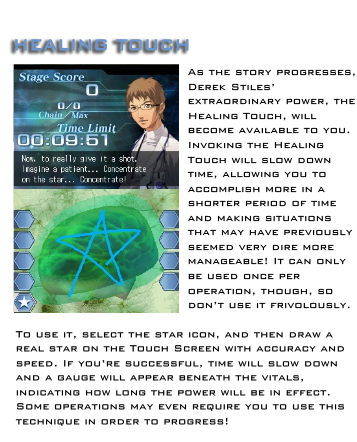 Healing Touch
Stage Score
0
0/0
Chain / Max
Time Limit
00:09:51
Now, to really give it a shot.
Imagine a patient... Concentrate
on the star... Concentrate!
As the story progresses,
Derek Stiles'
extraordinary power, the
Healing Touch, will
become available to you.
Invoking the Healing
Touch will slow down
time, allowing you to
accomplish more in a
shorter period of time
and making situations
that may have previously
seemed very dire more
manageable! It can only
be used once per
operation, though, so
don't use it frivolously.
To use it, select the star icon, and then draw a
real star on the Touch Screen with accuracy and
speed. If you're successful, time will slow down
and a gauge will appear beneath the vitals,
indicating how long the power will be in effect.
Some operations may even require you to use this
technique in order to progress!